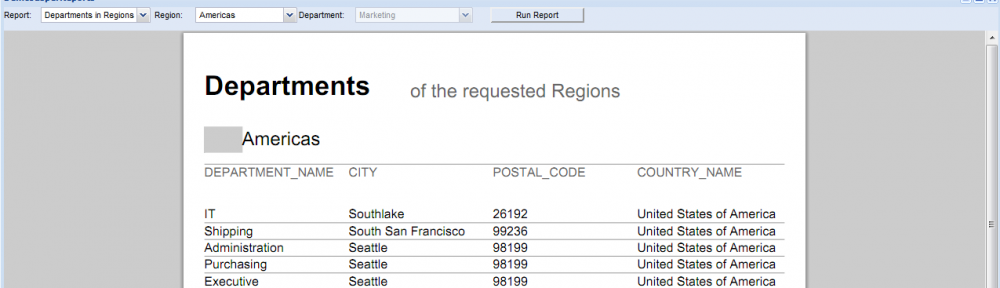 Report: Departments in Regions Region: Americas Department: Marketing Run Report
Departments of the requested Regions
Americas
DEPARTMENT_NAME CITY POSTAL_CODE COUNTRY_NAME
IT Southlake 26192 United States of America
Shipping South San Francisco 99236 United States of America
Administration Seattle 98199 United States of America
Purchasing Seattle 98199 United States of America
Executive Seattle 98199 United States of America